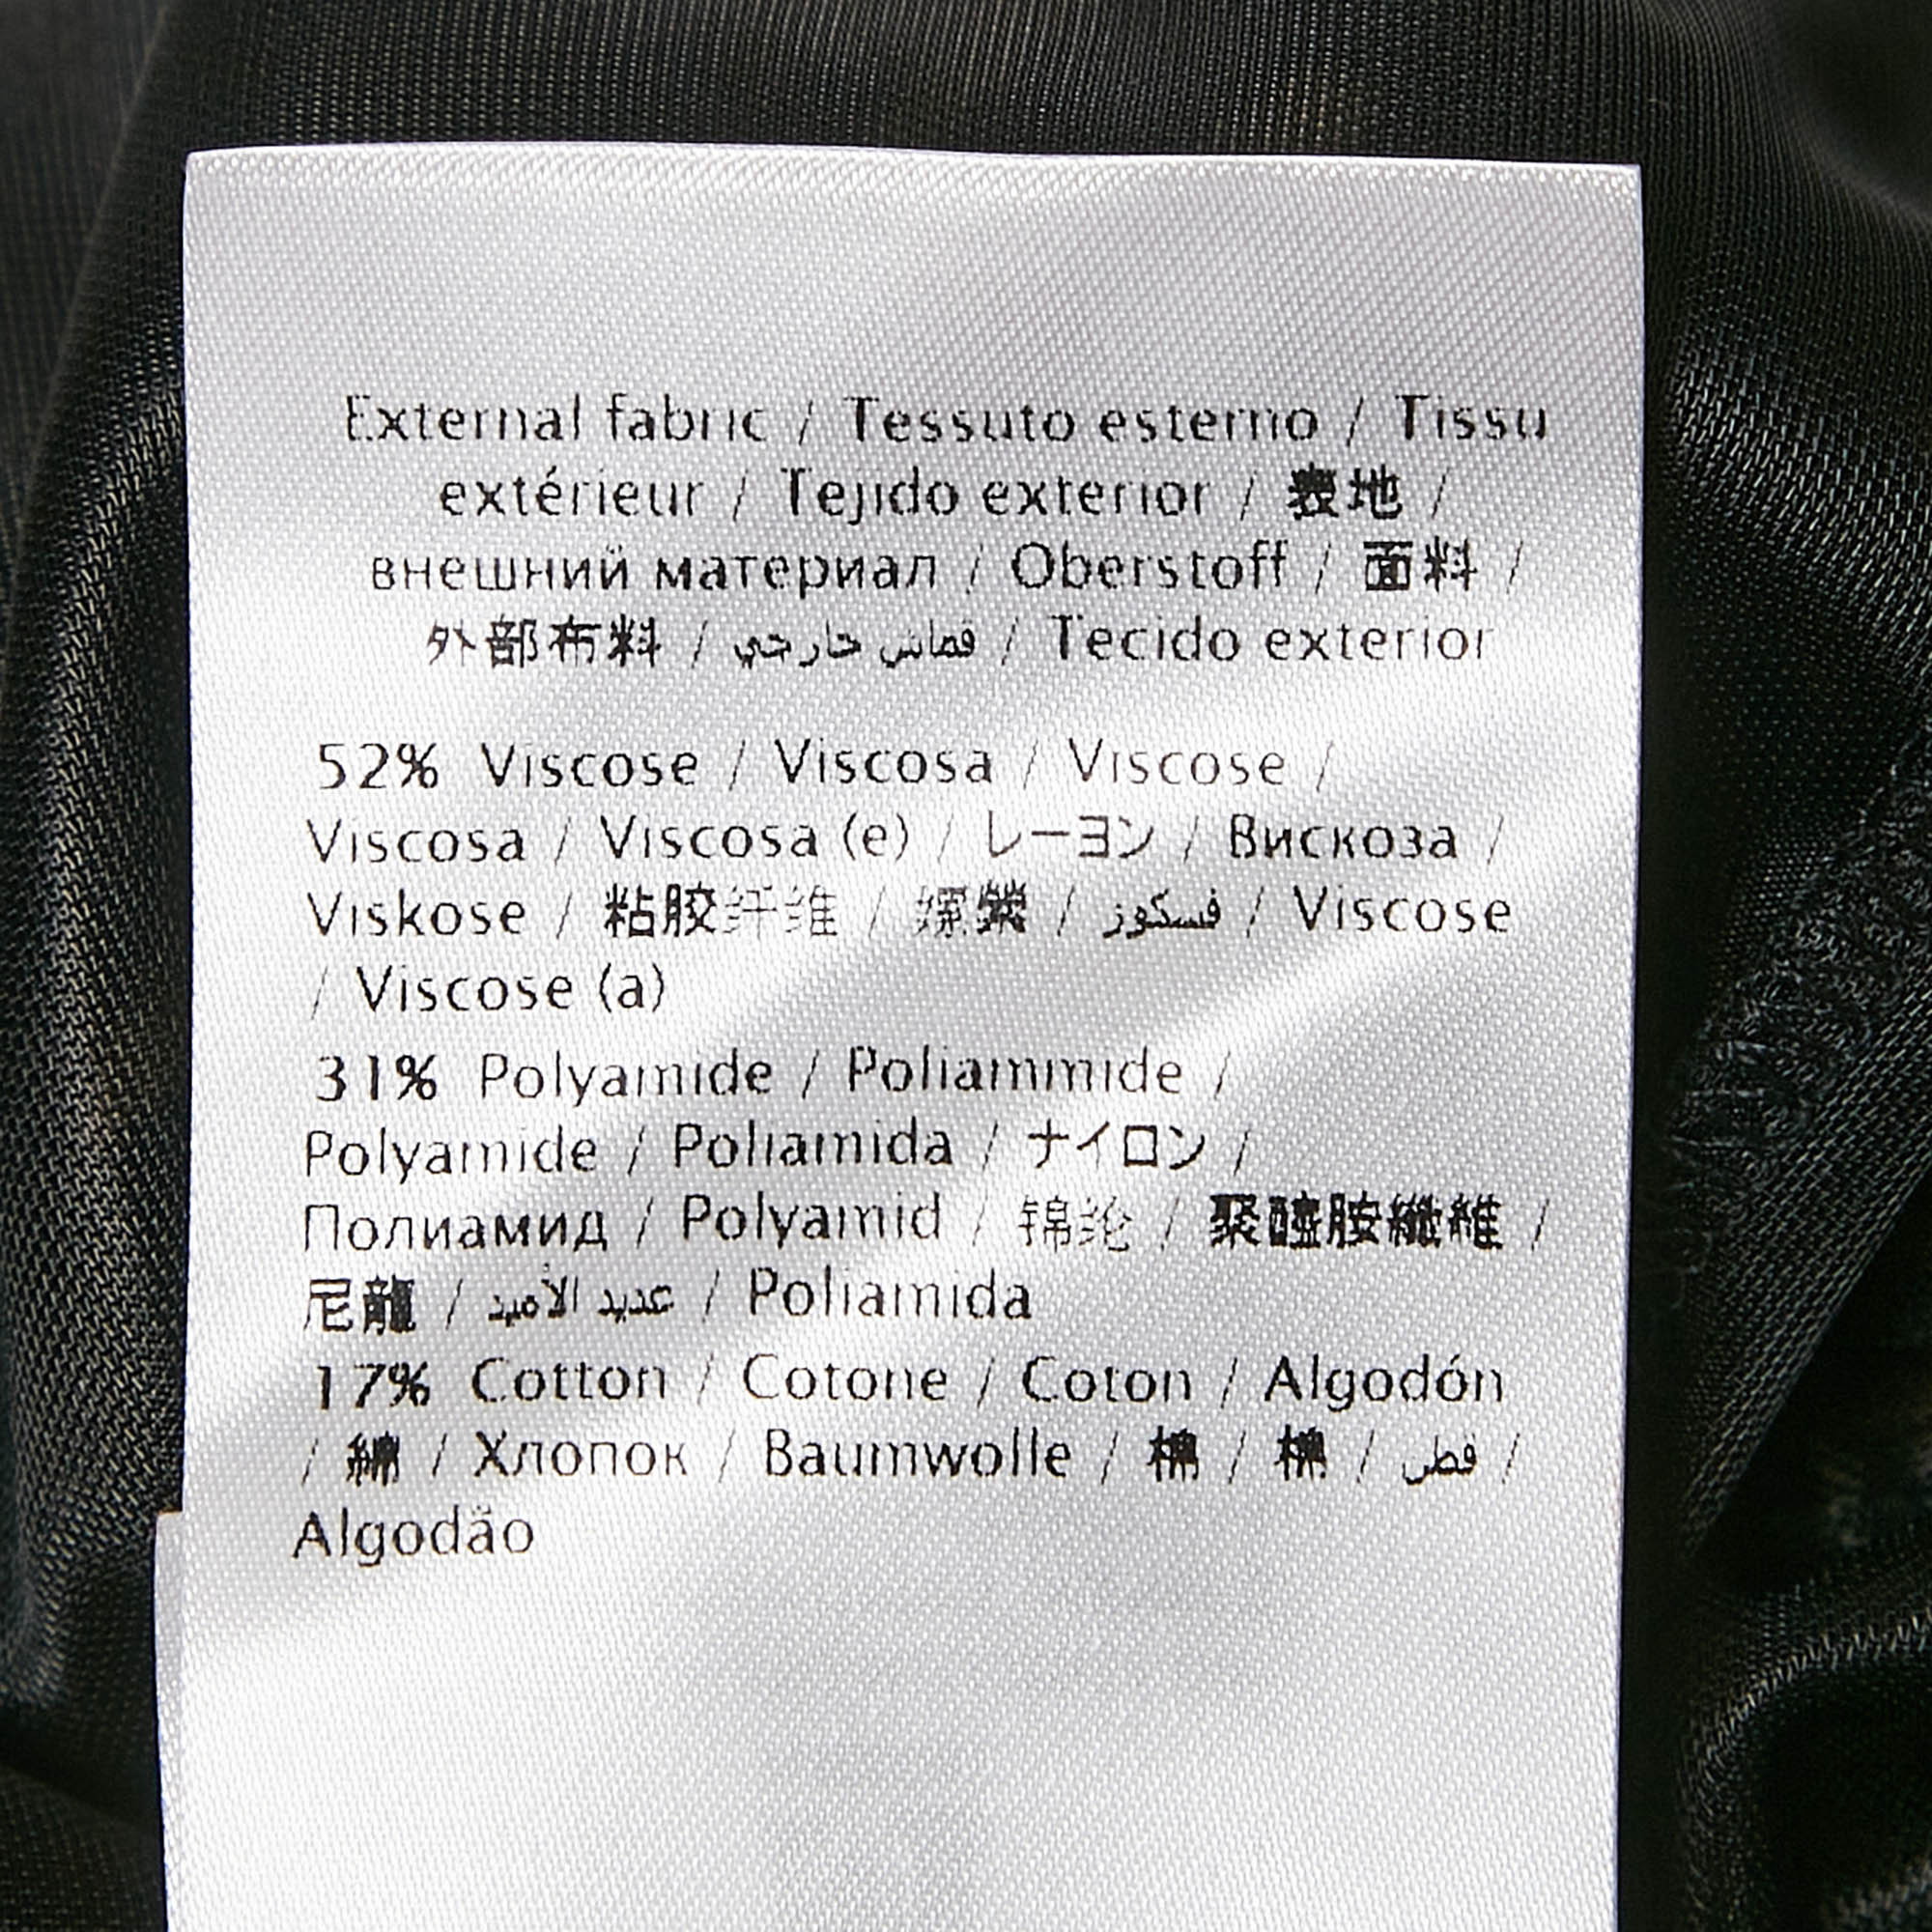 External fabric / Tessuto esterno / Tissu
extérieur / Tejido exterior / 表地 /
внешний материал / Oberstoff / 面料 /
外部布料 / قماش خارجي / Tecido exterior
52% Viscose / Viscosa / Viscose /
Viscosa / Viscosa (e) / レーヨン / Вискоза /
Viskose / 粘胶纤维 / 嫘縈 / فسكوز / Viscose
/ Viscose (a)
31% Polyamide / Poliammide /
Polyamide / Poliamida / ナイロン /
Полиамид / Polyamid / 锦纶 / 聚醯胺纖維 /
尼龍 / عديد الأميد / Poliamida
17% Cotton / Cotone / Coton / Algodón
/ 綿 / Хлопок / Baumwolle / 棉 / 棉 / قطن /
Algodão